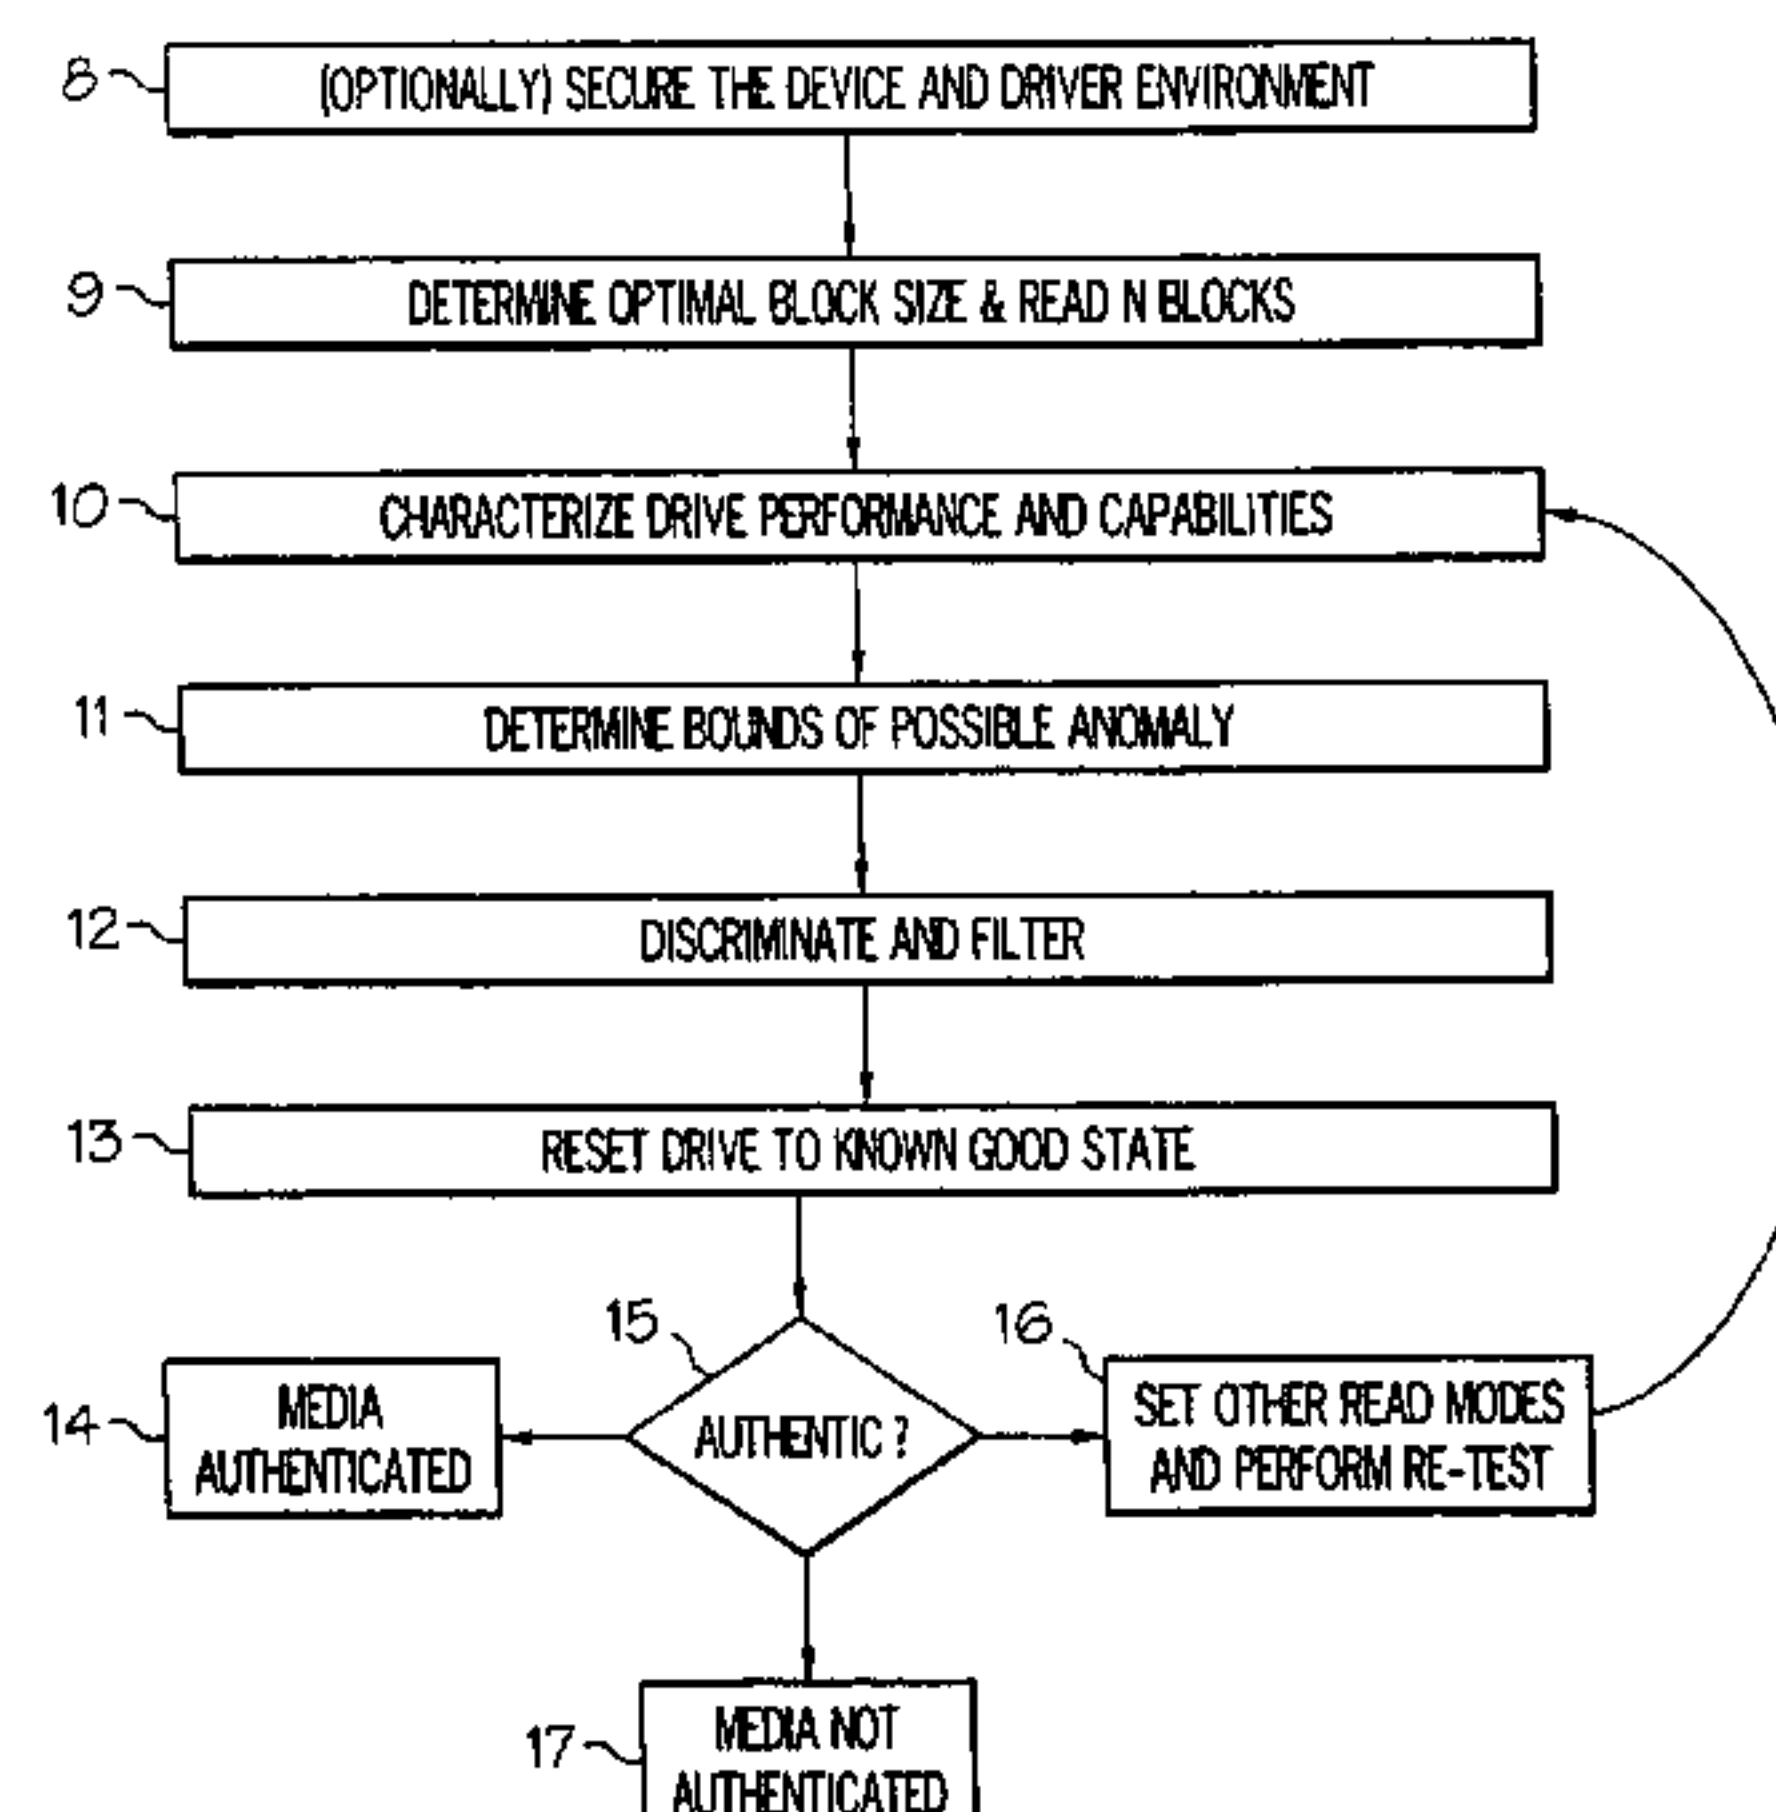 8
(OPTIONALLY) SECURE THE DEVICE AND DRIVER ENVIRONMENT
9
DETERMINE OPTIMAL BLOCK SIZE & READ N BLOCKS
10
CHARACTERIZE DRIVE PERFORMANCE AND CAPABILITIES
11
DETERMINE BOUNDS OF POSSIBLE ANOMALY
12
DISCRIMINATE AND FILTER
13
RESET DRIVE TO KNOWN GOOD STATE
14
MEDIA
AUTHENTICATED
15
AUTHENTIC ?
16
SET OTHER READ MODES
AND PERFORM RE-TEST
17
MEDIA NOT
AUTHENTICATED